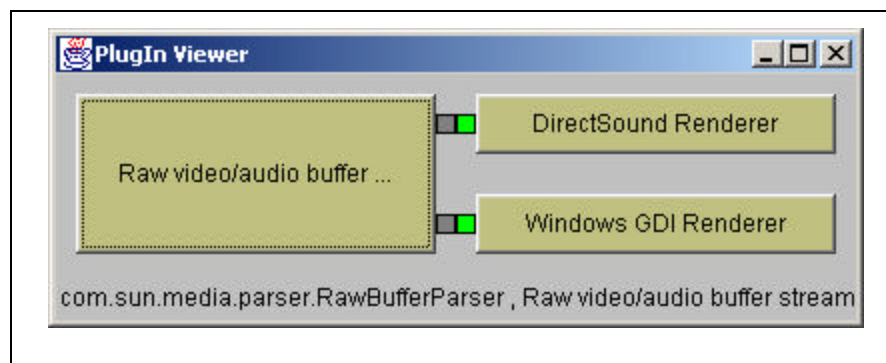 PlugIn Viewer
Raw video/audio buffer ...
DirectSound Renderer
Windows GDI Renderer
com.sun.media.parser.RawBufferParser , Raw video/audio buffer stream